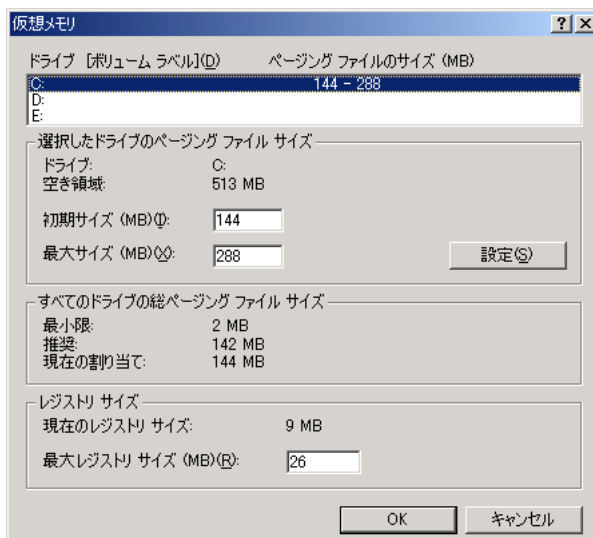 仮想メモリ
ドライブ [ボリューム ラベル](D) ページング ファイルのサイズ (MB)
C: 144 - 288
D:
E:
選択したドライブのページング ファイル サイズ
ドライブ: C:
空き領域: 513 MB
初期サイズ (MB)(I): 144
最大サイズ (MB)(X): 288
設定(S)
すべてのドライブの総ページング ファイル サイズ
最小限: 2 MB
推奨: 142 MB
現在の割り当て: 144 MB
レジストリ サイズ
現在のレジストリ サイズ: 9 MB
最大レジストリ サイズ (MB)(R): 26
OK キャンセル